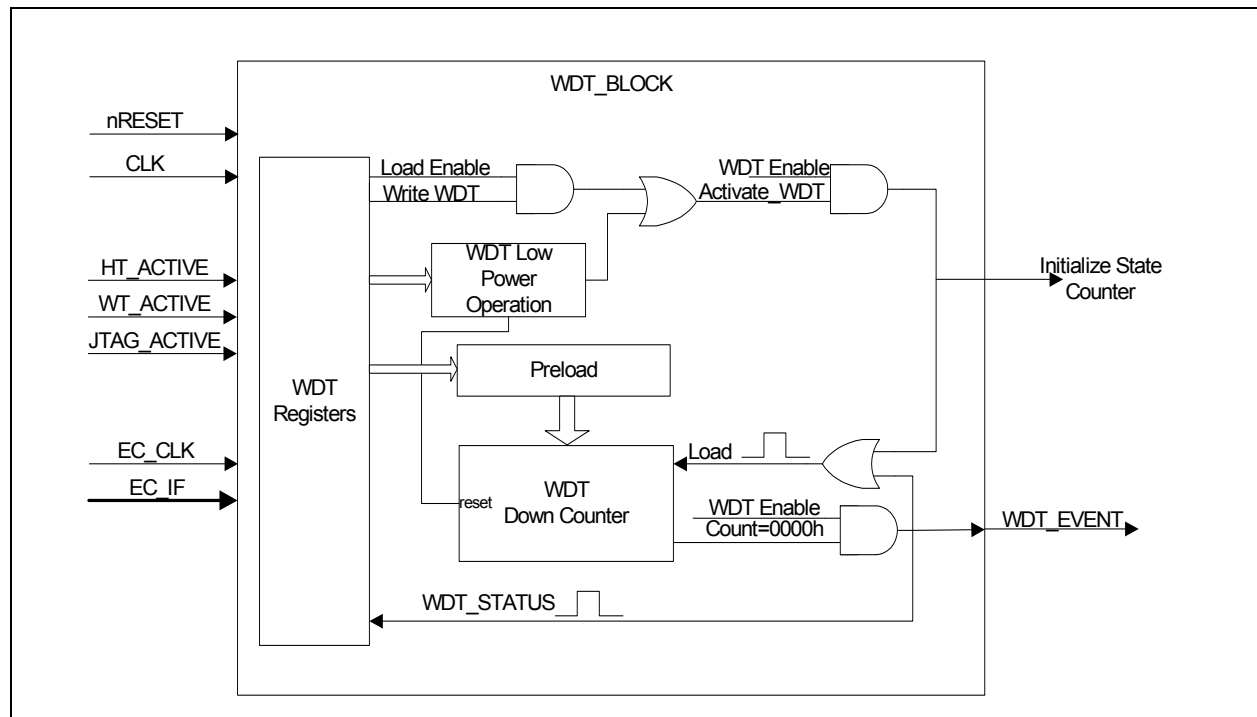 WDT_BLOCK
nRESET
CLK
Load Enable
Write WDT
WDT Enable
Activate_WDT
WDT Low
Power
Operation
HT_ACTIVE
WT_ACTIVE
JTAG_ACTIVE
Initialize State
Counter
Preload
WDT
Registers
EC_CLK
EC_IF
Load
reset
WDT
Down Counter
WDT Enable
Count=0000h
WDT_EVENT
WDT_STATUS